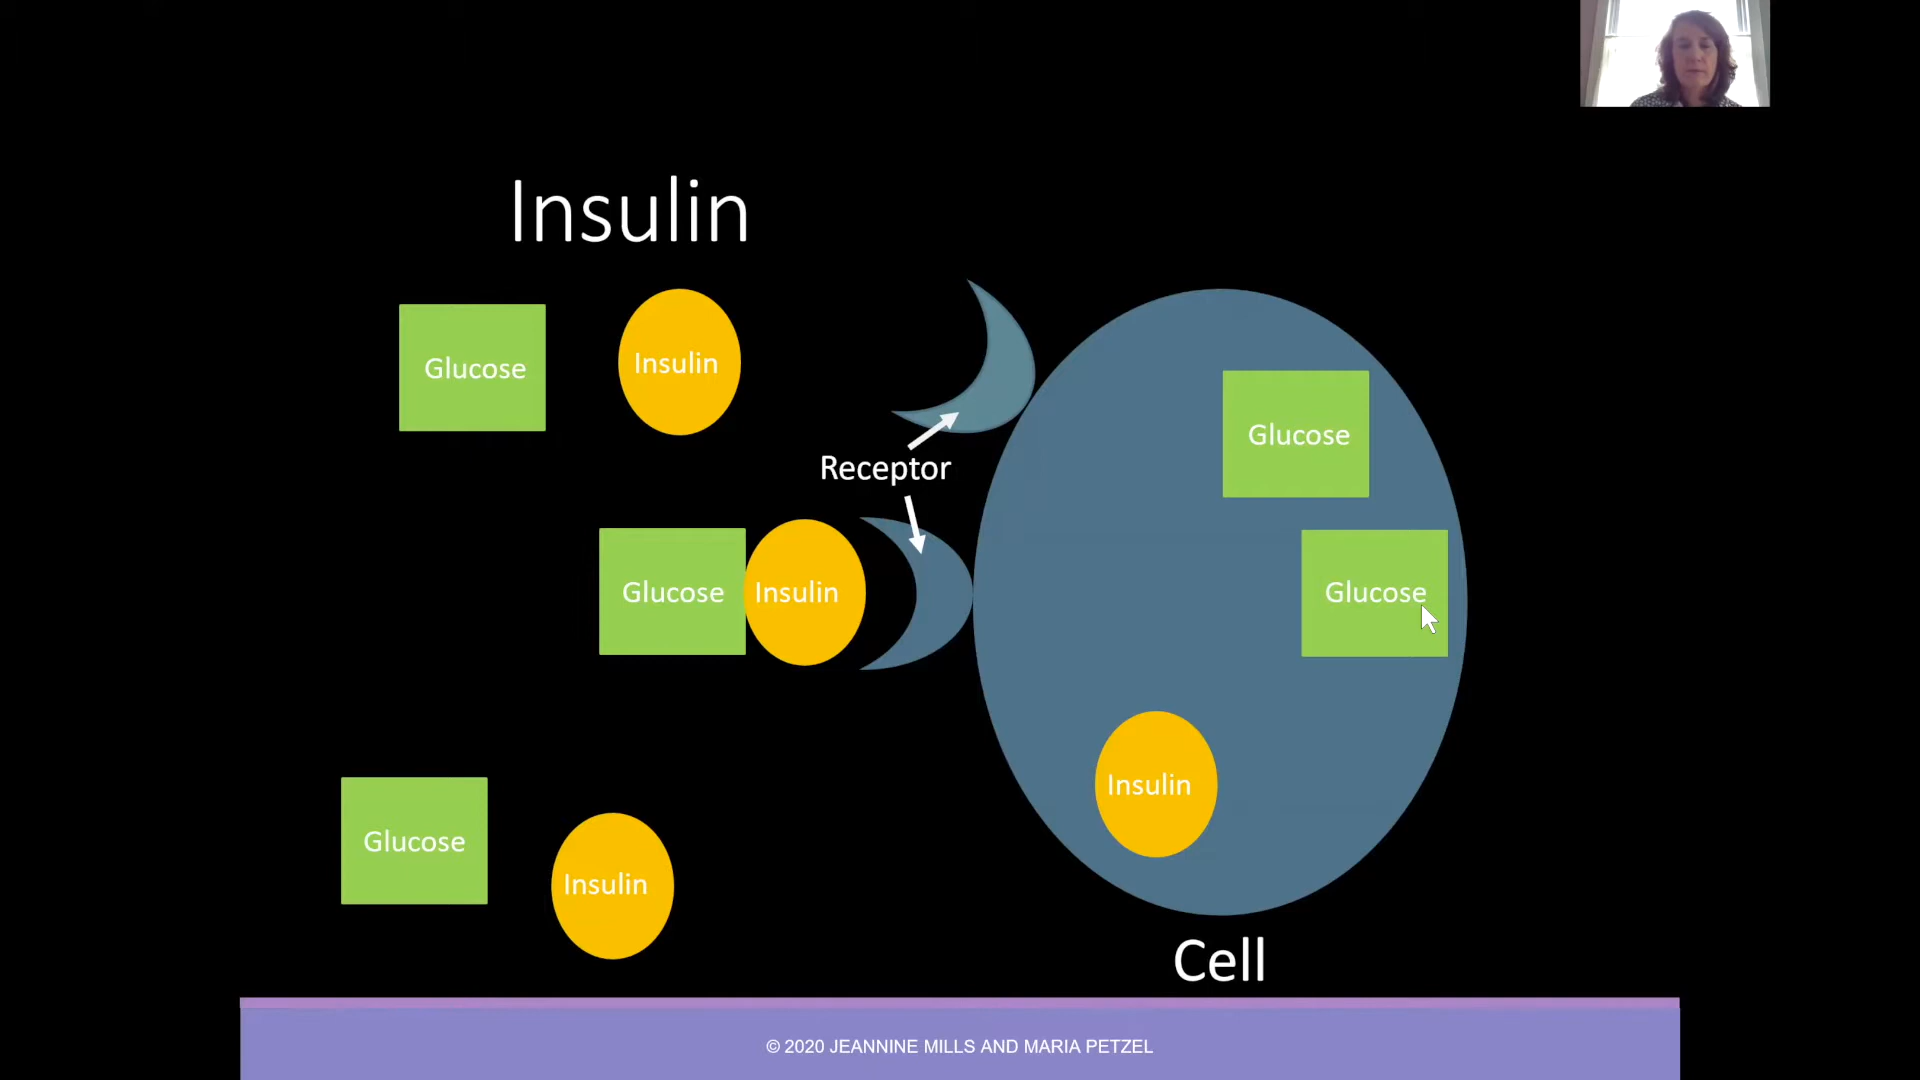 Insulin
Glucose
Insulin
Glucose
Receptor
Glucose
Insulin
Glucose
Insulin
Glucose
Insulin
Cell
© 2020 JEANNINE MILLS AND MARIA PETZEL